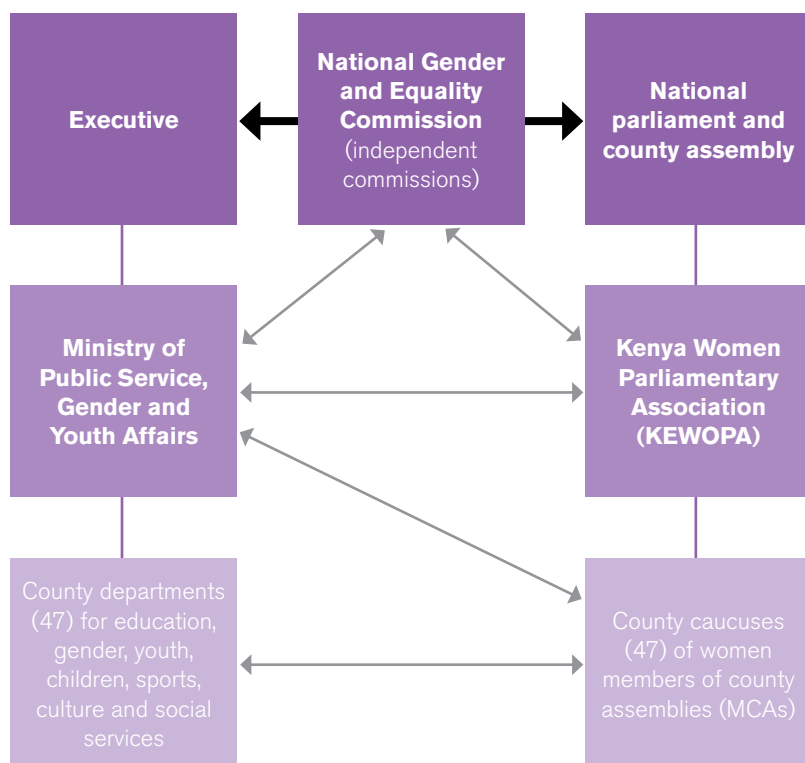 Executive
National Gender
and Equality
Commission
(independent
commissions)
National
parliament and
county assembly
Ministry of
Public Service,
Gender and
Youth Affairs
Kenya Women
Parliamentary
Association
(KEWOPA)
County departments
(47) for education,
gender, youth,
children, sports,
culture and social
services
County caucuses
(47) of women
members of county
assemblies (MCAs)